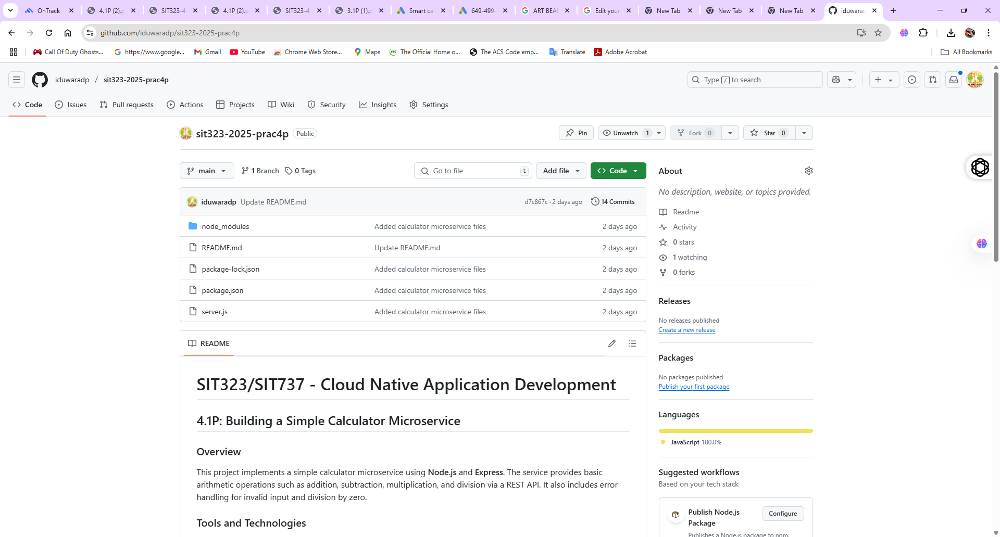 OnTrack
4.1P (2).p
SIT323-4
4.1P (2).p
SIT323-4.
3.1P (1).p
Smart ca
649-499-
ART BEA
Edit your
New Tab
New Tab
New Tab
iduwarad
github.com/iduwaradp/sit323-2025-prac4p
Call Of Duty Ghosts...
https://www.google...
Gmail
YouTube
Chrome Web Store...
Maps
The Official Home o...
The ACS Code emp...
Translate
Adobe Acrobat
All Bookmarks
iduwaradp / sit323-2025-prac4p
Type / to search
Code
Issues
Pull requests
Actions
Projects
Wiki
Security
Insights
Settings
sit323-2025-prac4p Public
Pin
Unwatch 1
Fork 0
Star 0
main
1 Branch
0 Tags
Go to file t
Add file
Code
iduwaradp Update README.md
d7c867c · 2 days ago
14 Commits
node_modules Added calculator microservice files 2 days ago
README.md Update README.md 2 days ago
package-lock.json Added calculator microservice files 2 days ago
package.json Added calculator microservice files 2 days ago
server.js Added calculator microservice files 2 days ago
README
SIT323/SIT737 - Cloud Native Application Development
4.1P: Building a Simple Calculator Microservice
Overview
This project implements a simple calculator microservice using Node.js and Express. The service provides basic
arithmetic operations such as addition, subtraction, multiplication, and division via a REST API. It also includes error
handling for invalid input and division by zero.
Tools and Technologies
About
No description, website, or topics provided.
Readme
Activity
0 stars
1 watching
0 forks
Releases
No releases published
Create a new release
Packages
No packages published
Publish your first package
Languages
JavaScript 100.0%
Suggested workflows
Based on your tech stack
Publish Node.js
Package
Configure
Publishes a Node.js package to npm.